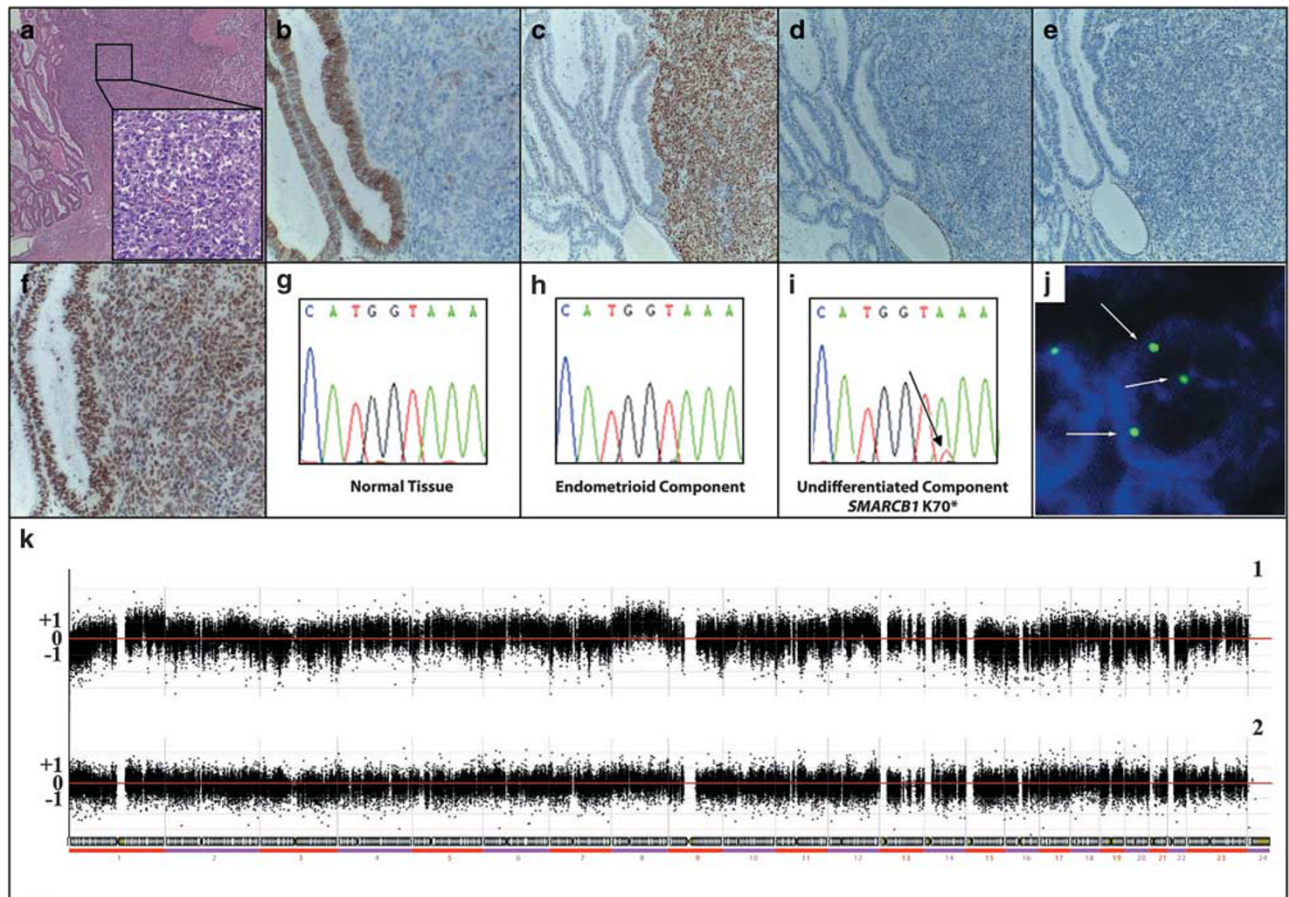 a
b
c
d
e
f
g
C A T G G T A A A
Normal Tissue
h
C A T G G T A A A
Endometrioid Component
i
C A T G G T A A A
Undifferentiated Component
SMARCB1 K70*
j
k
1
+1
0
-1
2
+1
0
-1
1 2 3 4 5 6 7 8 9 10 11 12 13 14 15 16 17 18 19 20 21 22 23 24